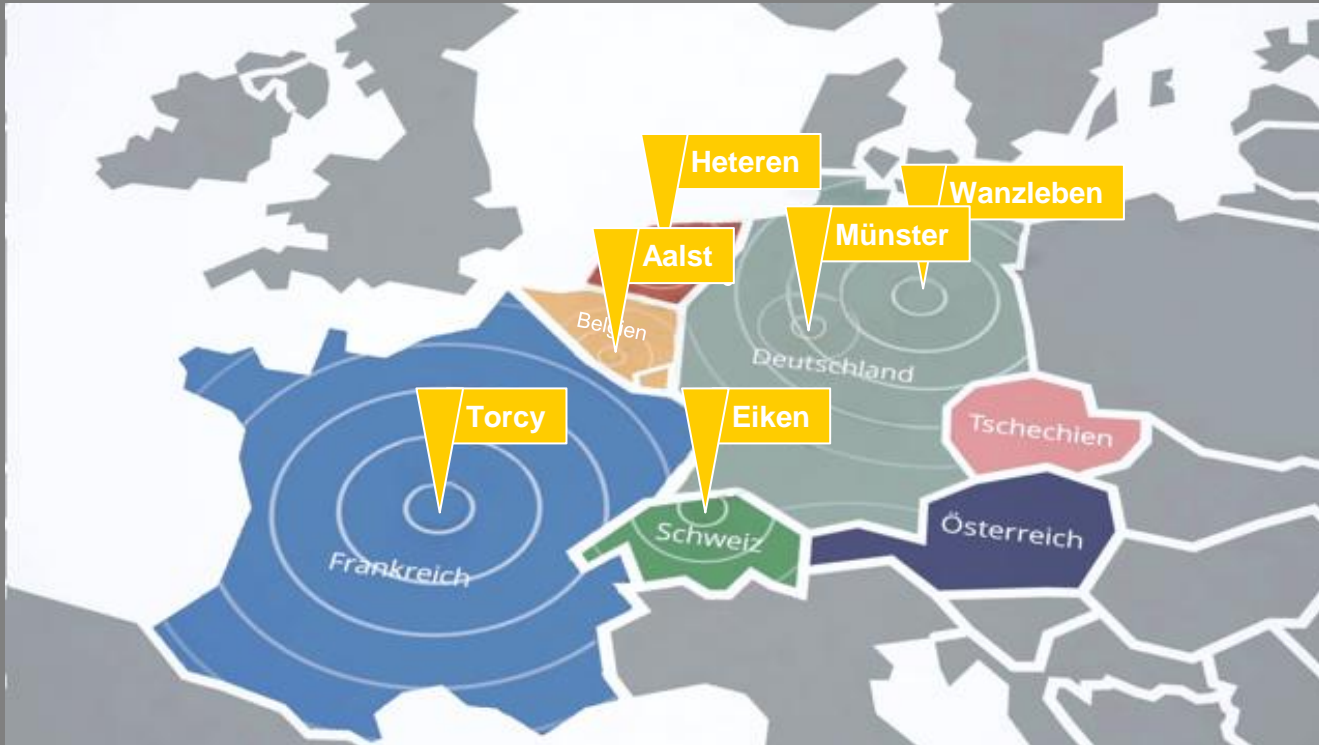 Heteren
Wanzleben
Münster
Aalst
Belgien
Deutschland
Torcy
Eiken
Tschechien
Österreich
Schweiz
Frankreich